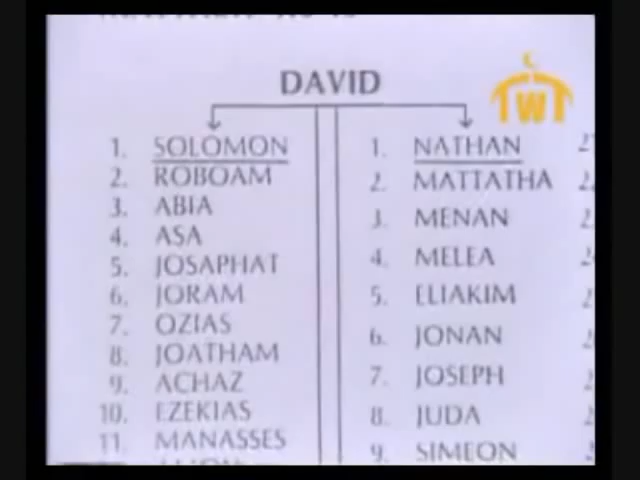 DAVID
W
1. SOLOMON 1. NATHAN
2. ROBOAM 2. MATTATHA
3. ABIA 3. MENAN
4. ASA 4. MELEA
5. JOSAPHAT 5. ELIAKIM
6. JORAM 6. JONAN
7. OZIAS 7. JOSEPH
8. JOATHAM 8. JUDA
9. ACHAZ 9. SIMEON
10. EZEKIAS
11. MANASSES